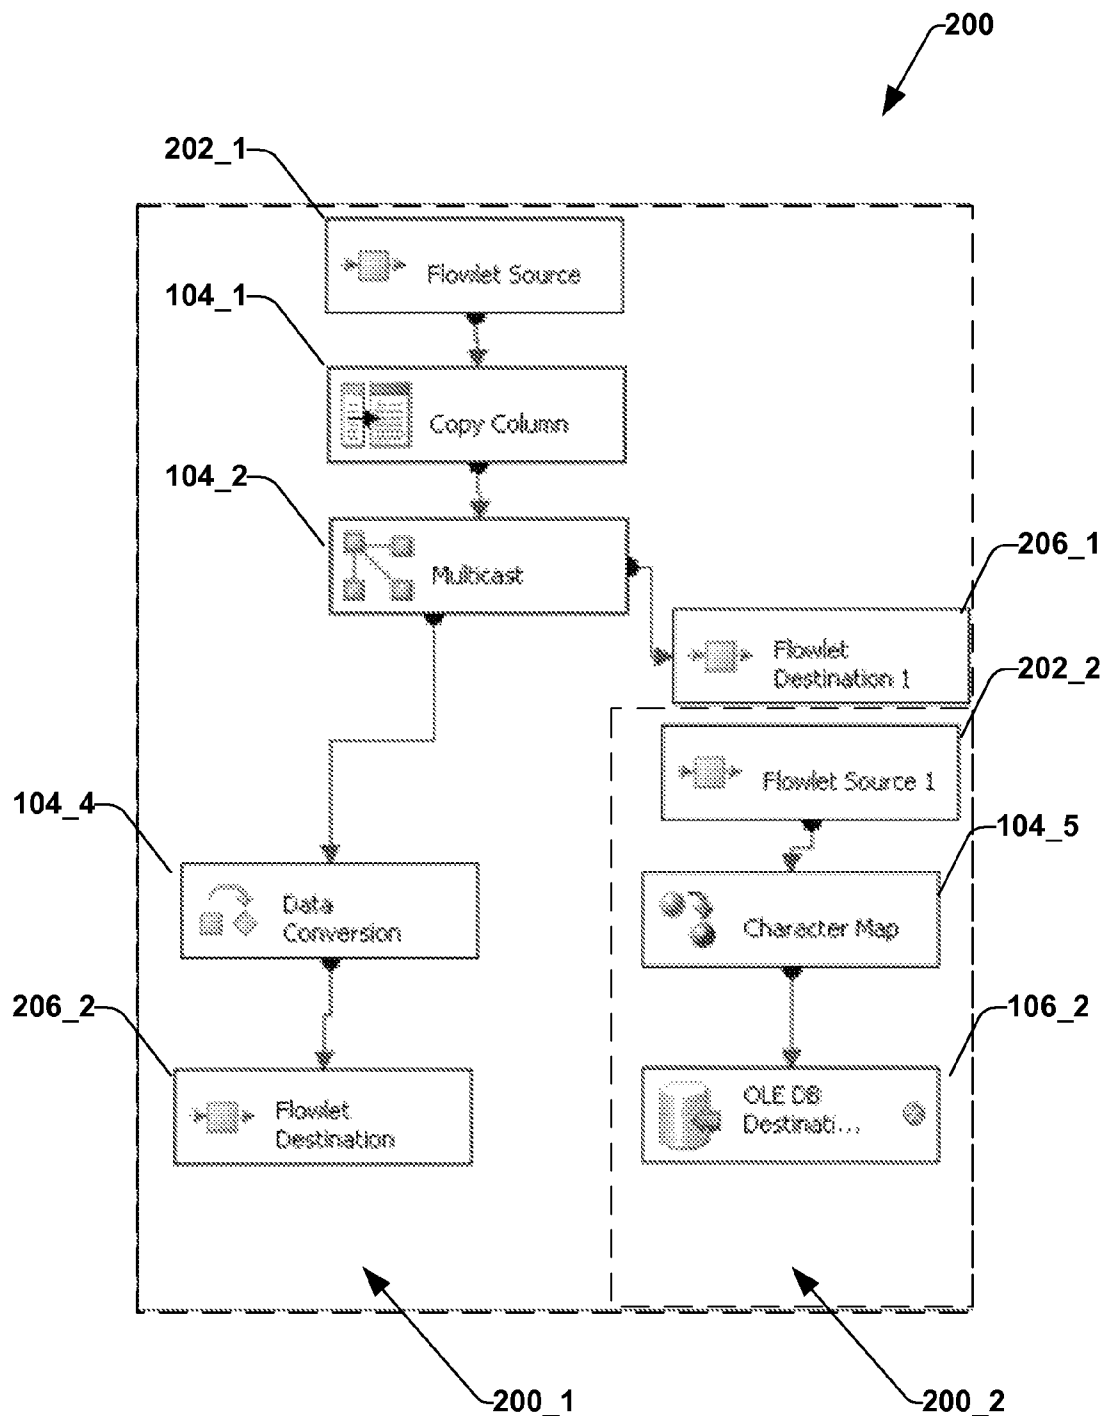 200
202_1
Flowlet Source
104_1
Copy Column
104_2
Multicast
206_1
Flowlet
Destination 1
202_2
Flowlet Source 1
104_4
104_5
Data
Conversion
Character Map
206_2
106_2
Flowlet
Destination
OLE DB
Destinati...
200_1
200_2